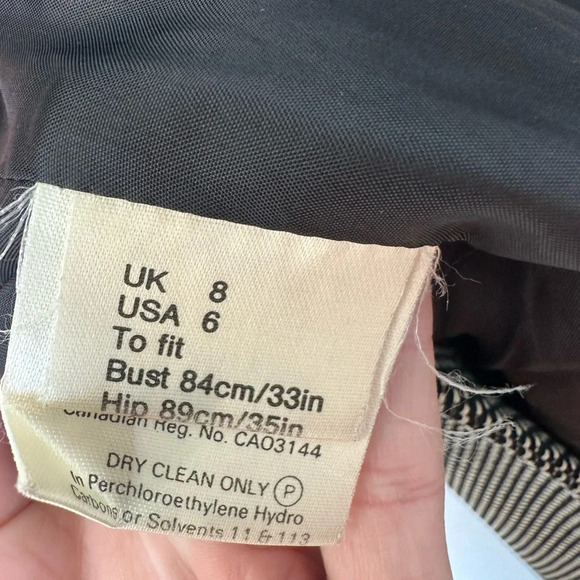 UK 8
USA 6
To fit
Bust 84cm/33in
Hip 89cm/35in
Canadian Reg. No. CA03144
DRY CLEAN ONLY P
In Perchloroethylene Hydro
Carbons or Solvents 11 & 113